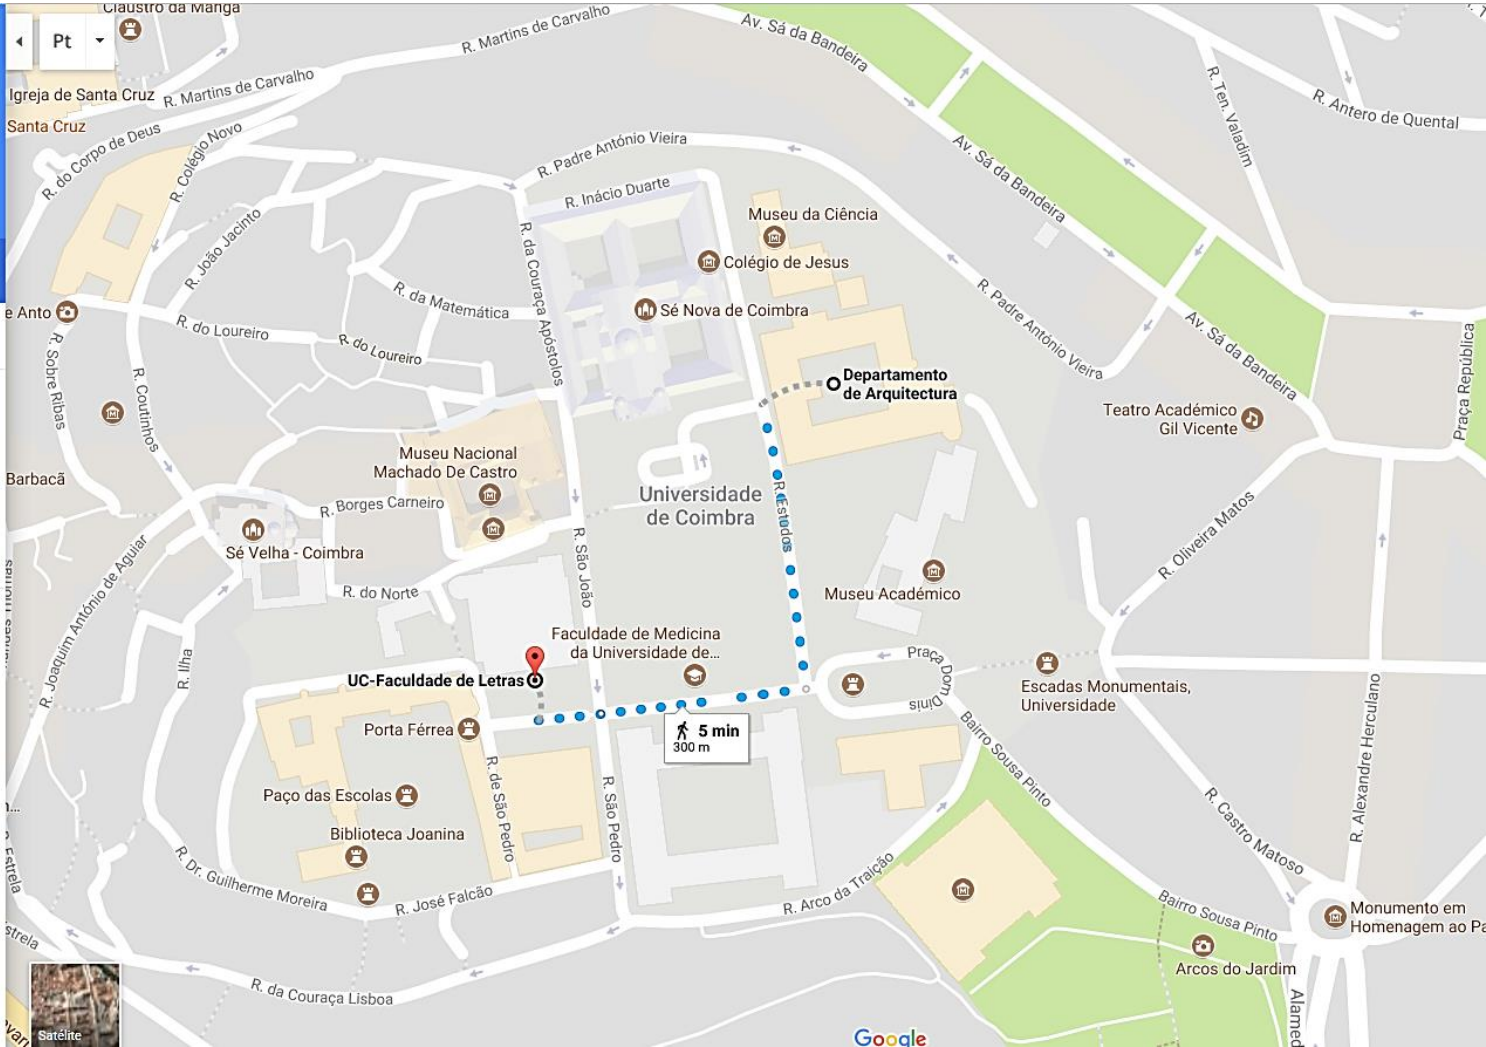 Claustro da Manga
Pt
Igreja de Santa Cruz
Santa Cruz
R. Martins de Carvalho
R. Martins de Carvalho
Av. Sá da Bandeira
R. Ten. Valadim
R. Antero de Quental
R. do Corpo de Deus
R. Colégio Novo
R. Padre António Vieira
Av. Sá da Bandeira
R. Inácio Duarte
Museu da Ciência
R. João Jacinto
R. da Couraça Apóstolos
Colégio de Jesus
R. da Matemática
Sé Nova de Coimbra
R. Padre António Vieira
e Anto
R. do Loureiro
R. do Loureiro
Av. Sá da Bandeira
Praça República
R. Sobre Ribas
R. Coutinhos
Departamento
de Arquitectura
Teatro Académico
Gil Vicente
Museu Nacional
Machado De Castro
Barbacã
R. Borges Carneiro
Universidade
de Coimbra
R. Estudos
R. Oliveira Matos
Sé Velha - Coimbra
R. Joaquim António de Aguiar
R. do Norte
R. São João
Museu Académico
Faculdade de Medicina
da Universidade de...
R. Ilha
UC-Faculdade de Letras
Praça Dom Dinis
Escadas Monumentais,
Universidade
Porta Férrea
5 min
300 m
Bairro Sousa Pinto
R. de São Pedro
R. São Pedro
Paço das Escolas
Biblioteca Joanina
R. Castro Matoso
R. Alexandre Herculano
R. Dr. Guilherme Moreira
R. José Falcão
R. Arco da Traição
Bairro Sousa Pinto
Monumento em
Homenagem ao Pa
Estrela
strela
Arcos do Jardim
R. da Couraça Lisboa
Alamed
Satélite
Google